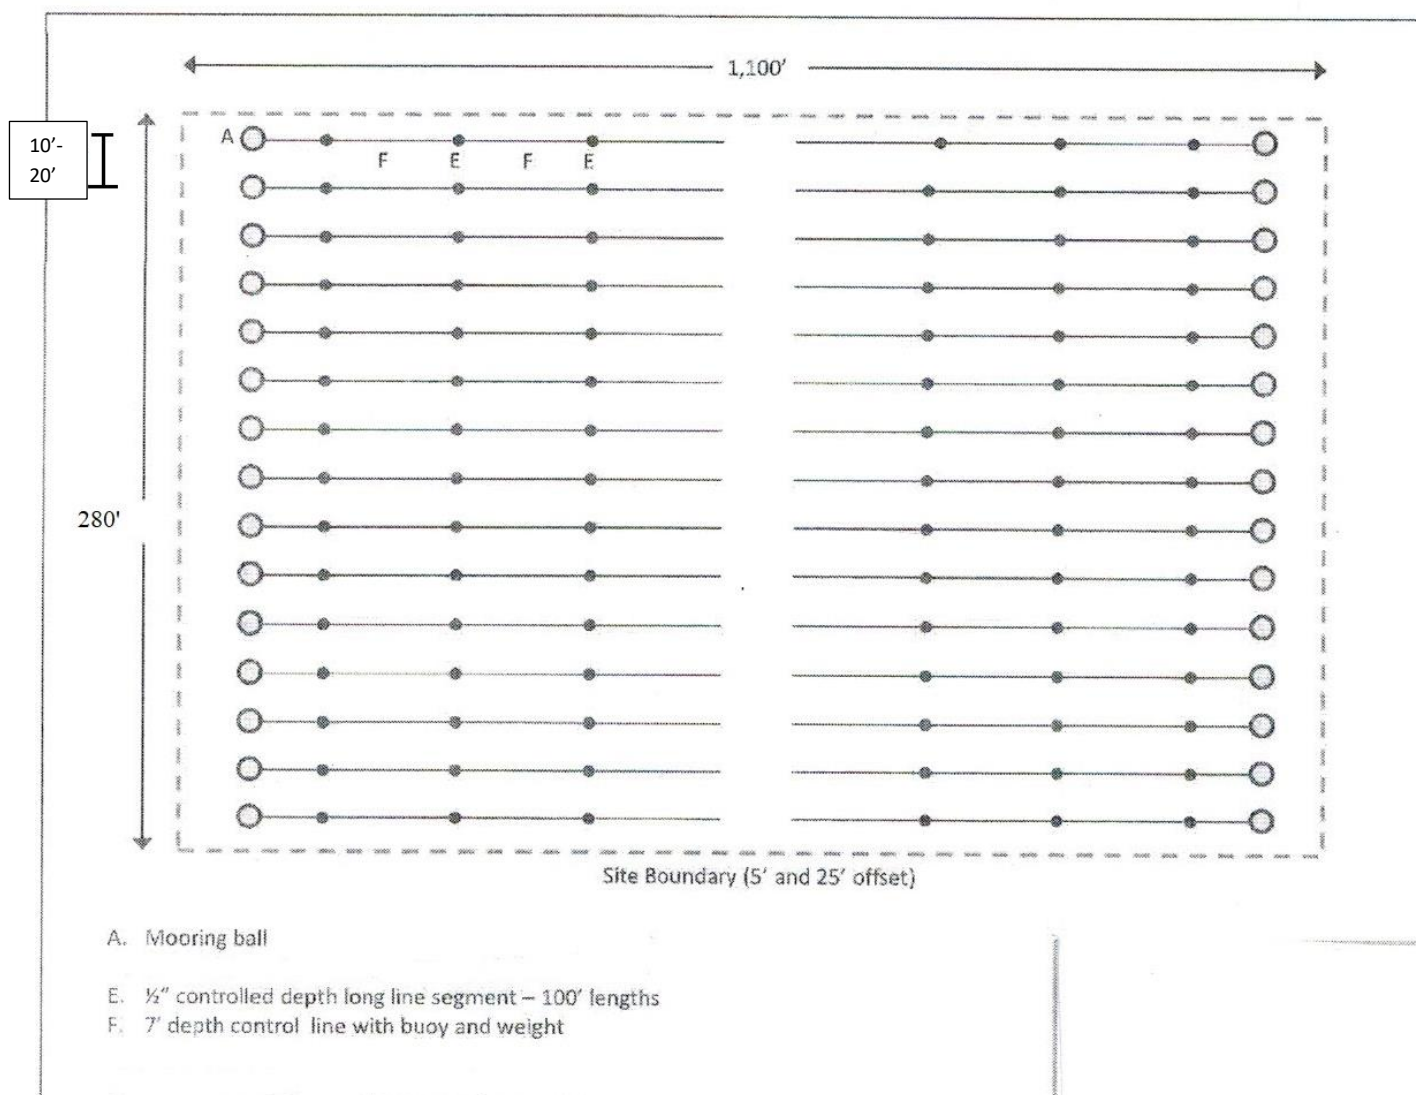 1,100'
10'-
20'
A
F E F E
280'
Site Boundary (5' and 25' offset)
A. Mooring ball
E. ½" controlled depth long line segment – 100' lengths
F. 7' depth control line with buoy and weight